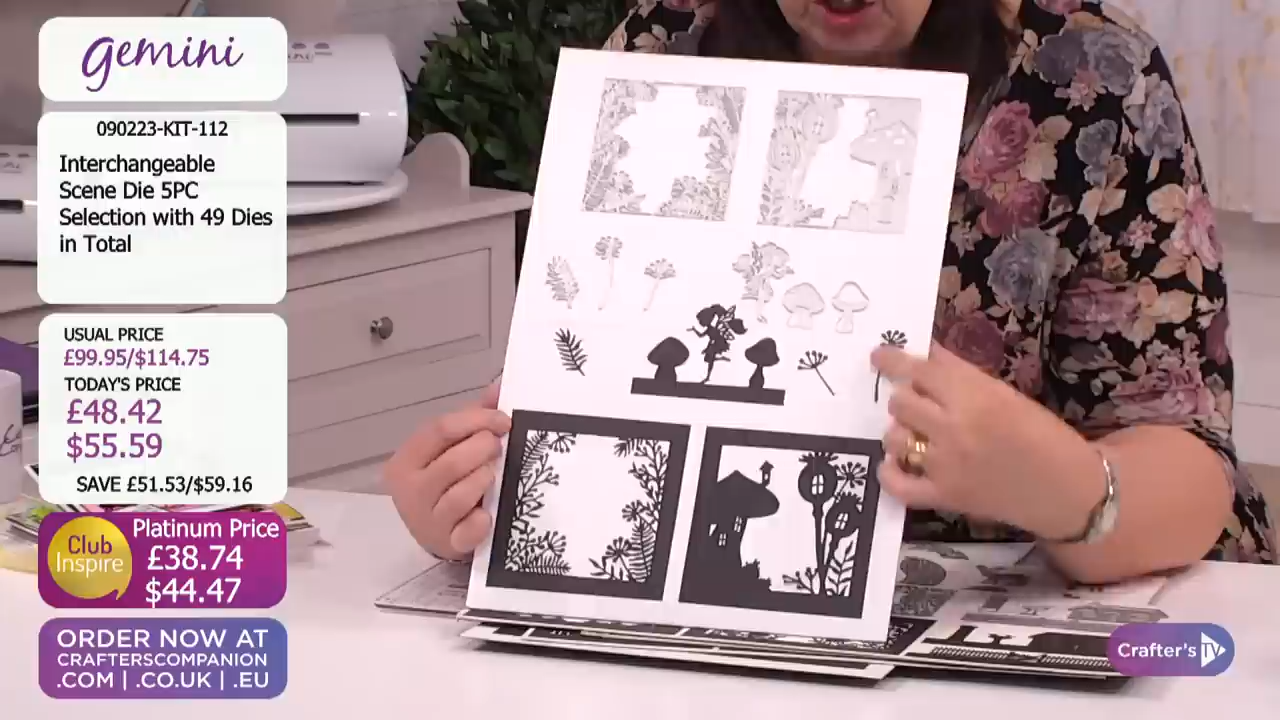 gemini
090223-KIT-112
Interchangeable
Scene Die 5PC
Selection with 49 Dies
in Total
USUAL PRICE
£99.95/$114.75
TODAY'S PRICE
£48.42
$55.59
SAVE £51.53/$59.16
Club
Inspire
Platinum Price
£38.74
$44.47
ORDER NOW AT
CRAFTERSCOMPANION
.COM | .CO.UK | .EU
Crafter's TV